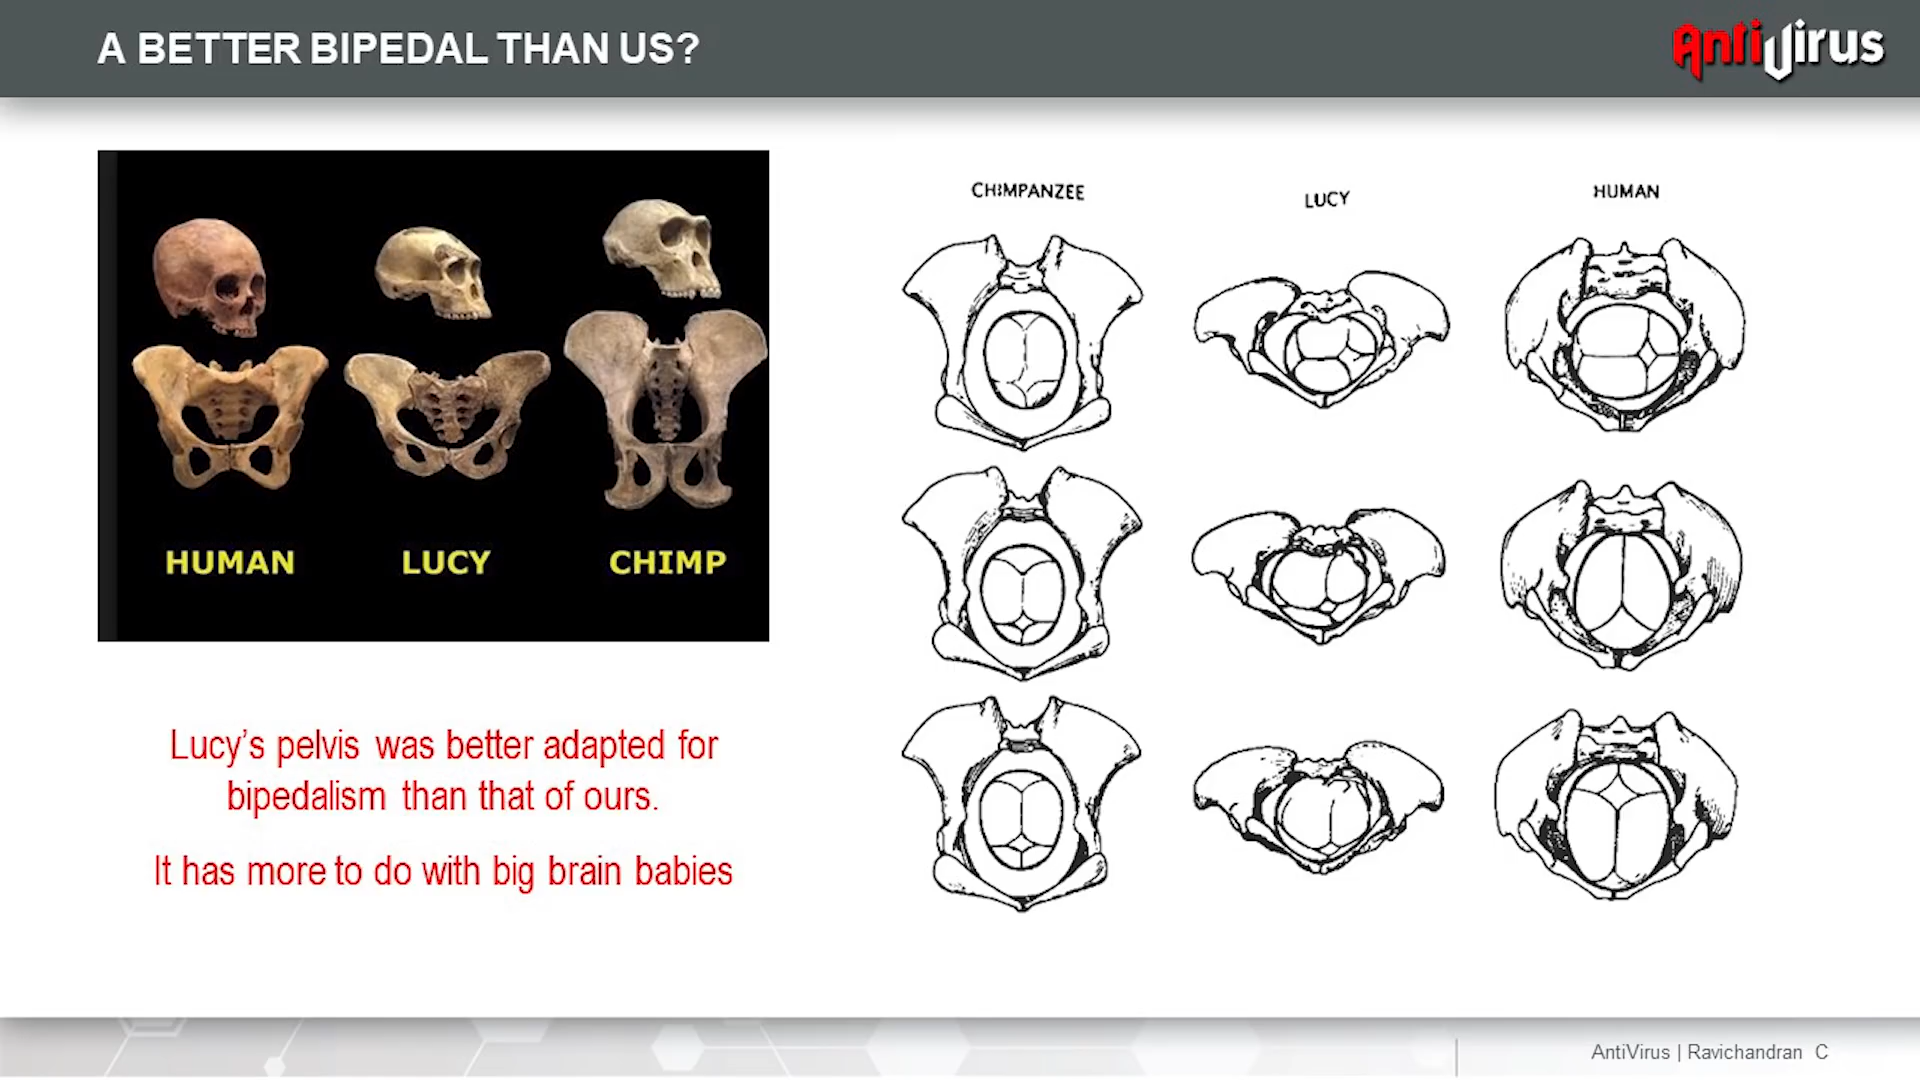 A BETTER BIPEDAL THAN US?
AntiVirus
HUMAN
LUCY
CHIMP
CHIMPANZEE
LUCY
HUMAN
Lucy’s pelvis was better adapted for
bipedalism than that of ours.
It has more to do with big brain babies
AntiVirus | Ravichandran C